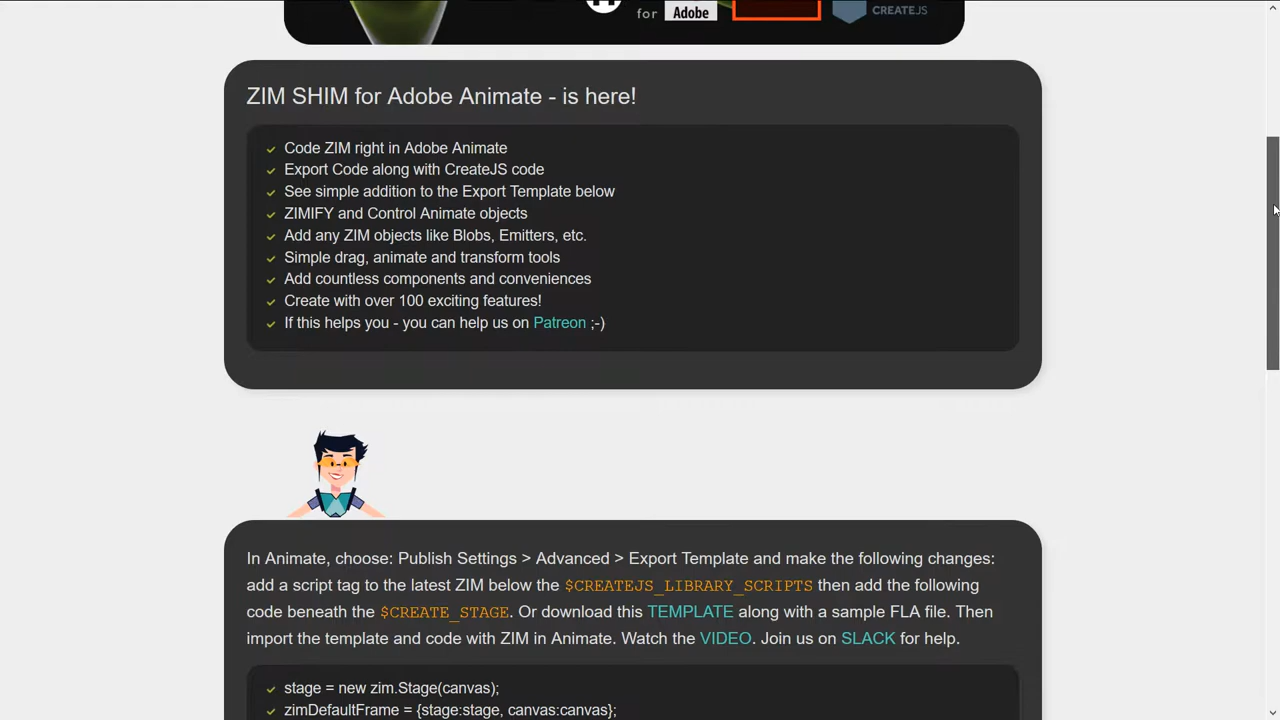 for Adobe CREATEJS
ZIM SHIM for Adobe Animate - is here!
Code ZIM right in Adobe Animate
Export Code along with CreateJS code
See simple addition to the Export Template below
ZIMIFY and Control Animate objects
Add any ZIM objects like Blobs, Emitters, etc.
Simple drag, animate and transform tools
Add countless components and conveniences
Create with over 100 exciting features!
If this helps you - you can help us on Patreon ;-)
In Animate, choose: Publish Settings > Advanced > Export Template and make the following changes:
add a script tag to the latest ZIM below the $CREATEJS_LIBRARY_SCRIPTS then add the following
code beneath the $CREATE_STAGE. Or download this TEMPLATE along with a sample FLA file. Then
import the template and code with ZIM in Animate. Watch the VIDEO. Join us on SLACK for help.
stage = new zim.Stage(canvas);
zimDefaultFrame = {stage:stage, canvas:canvas};